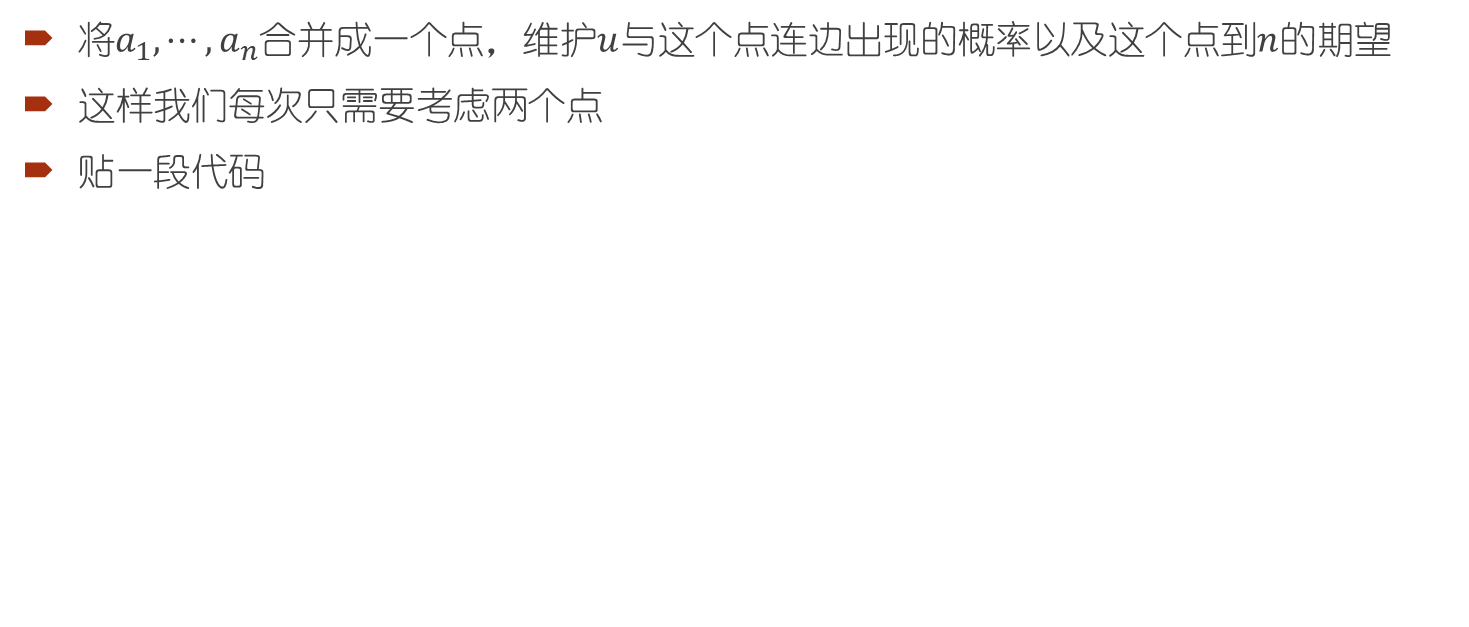 将a₁,⋯,aₙ合并成一个点，维护u与这个点连边出现的概率以及这个点到n的期望
这样我们每次只需要考虑两个点
贴一段代码